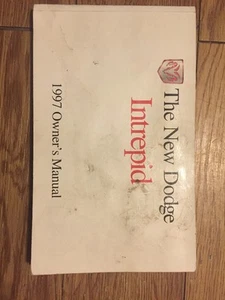 The New Dodge
Intrepid
1997 Owner's Manual